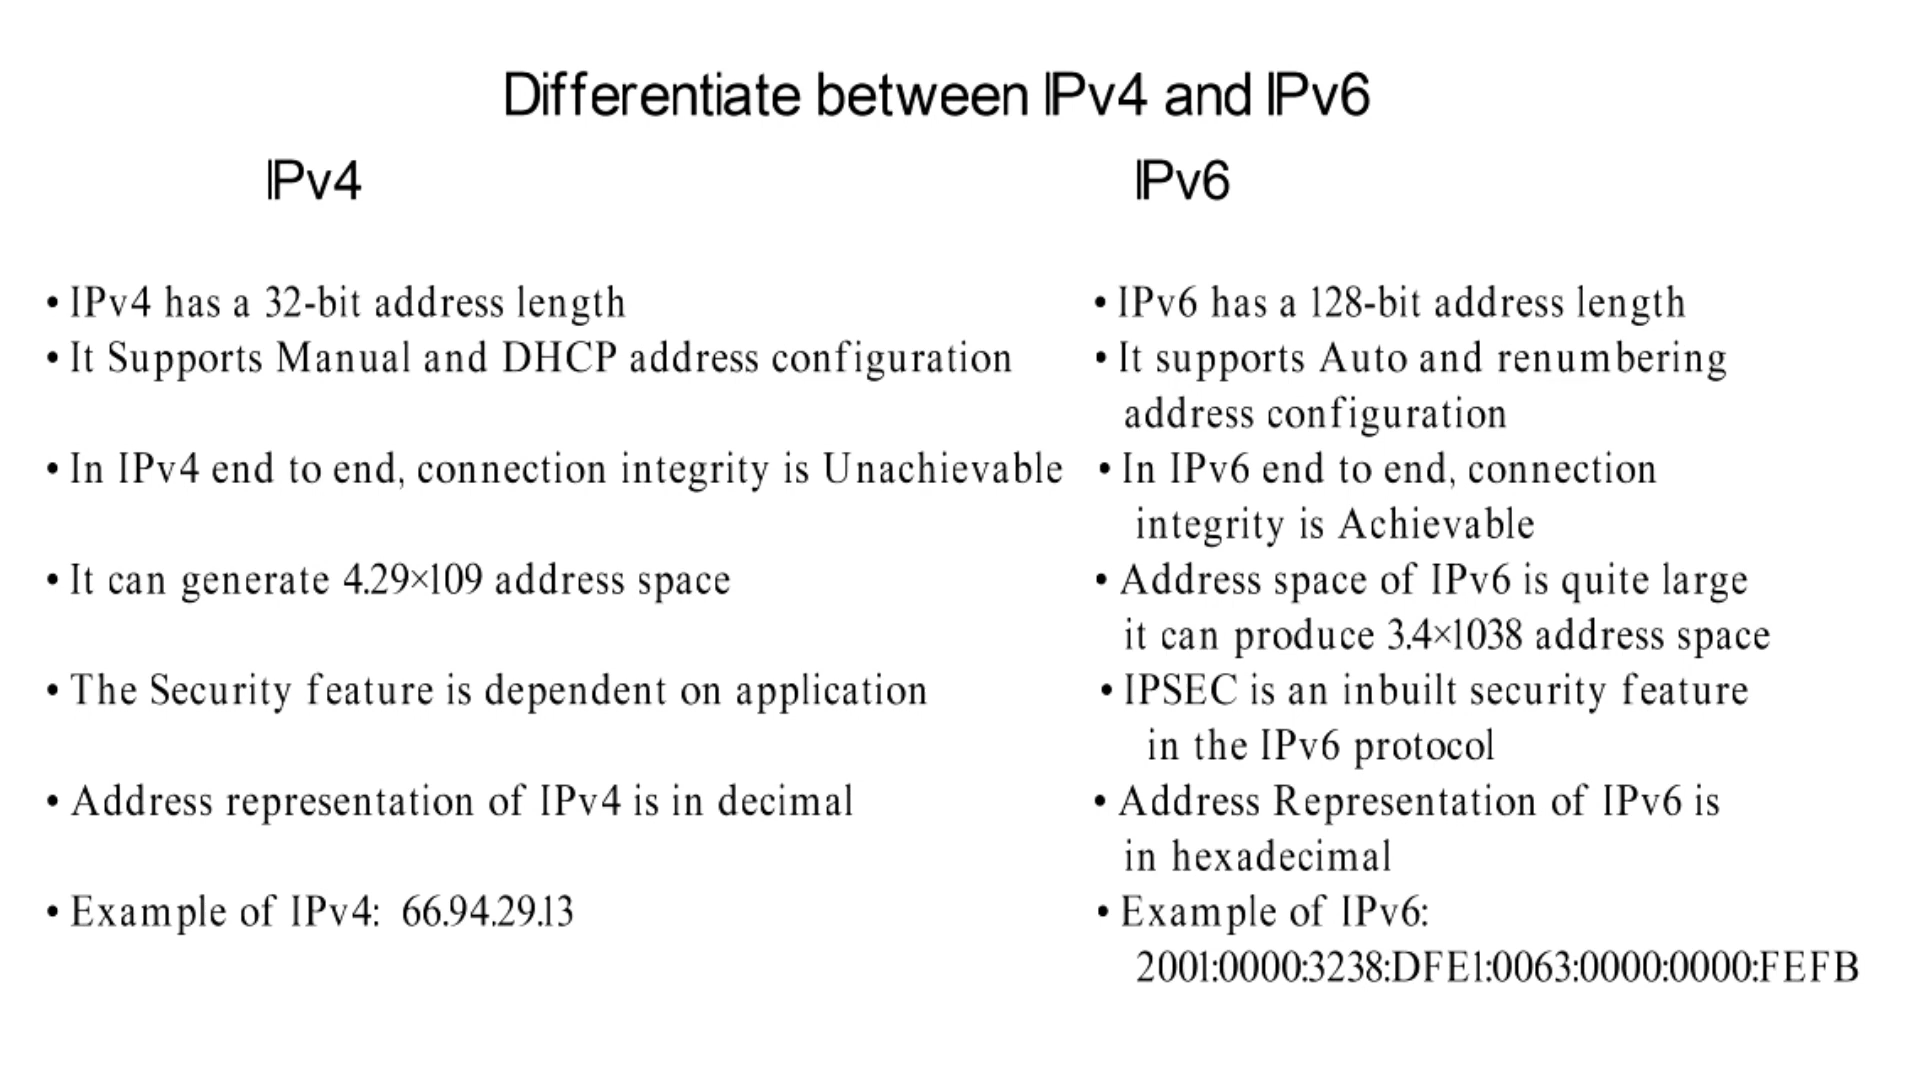 Differentiate between IPv4 and IPv6
IPv4
• IPv4 has a 32-bit address length
• It Supports Manual and DHCP address configuration
• In IPv4 end to end, connection integrity is Unachievable
• It can generate 4.29×109 address space
• The Security feature is dependent on application
• Address representation of IPv4 is in decimal
• Example of IPv4: 66.94.29.13
IPv6
• IPv6 has a 128-bit address length
• It supports Auto and renumbering
address configuration
• In IPv6 end to end, connection
integrity is Achievable
• Address space of IPv6 is quite large
it can produce 3.4×1038 address space
• IPSEC is an inbuilt security feature
in the IPv6 protocol
• Address Representation of IPv6 is
in hexadecimal
• Example of IPv6:
2001:0000:3238:DFE1:0063:0000:0000:FEFB